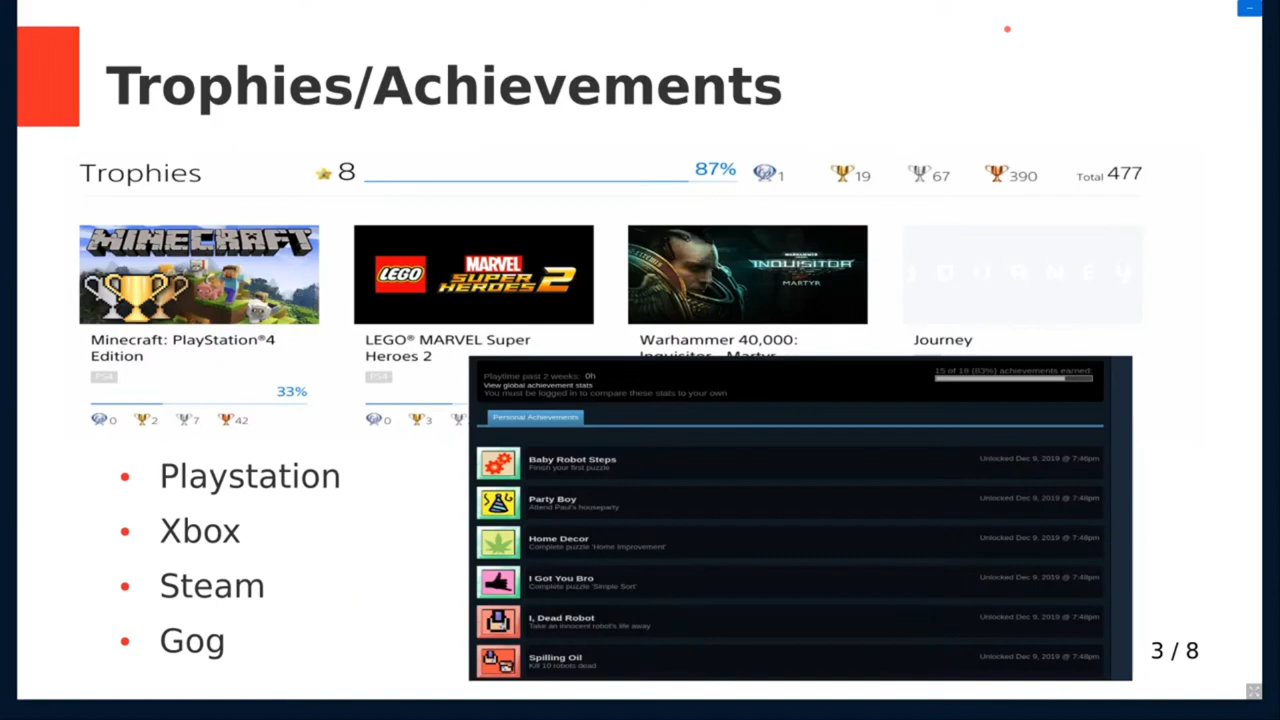 Trophies/Achievements
Trophies 8 87% 1 19 67 390 Total 477
MINECRAFT
LEGO MARVEL SUPER HEROES 2
WARHAMMER INQUISITOR MARTYR
JOURNEY
Minecraft: PlayStation®4
Edition
PS4
33%
0 2 7 42
LEGO® MARVEL Super
Heroes 2
PS4
0 3
Warhammer 40,000:
Inquisitor - Martyr
Journey
Playtime past 2 weeks: 0h
View global achievement stats
You must be logged in to compare these stats to your own
15 of 18 (83%) achievements earned:
Personal Achievements
Baby Robot Steps
Finish your first puzzle
Unlocked Dec 9, 2019 @ 7:46pm
Party Boy
Attend Paul's houseparty
Unlocked Dec 9, 2019 @ 7:48pm
Home Decor
Complete puzzle 'Home Improvement'
Unlocked Dec 9, 2019 @ 7:48pm
I Got You Bro
Complete puzzle 'Simple Sort'
Unlocked Dec 9, 2019 @ 7:48pm
I, Dead Robot
Take an innocent robot's life away
Unlocked Dec 9, 2019 @ 7:48pm
Spilling Oil
Kill 10 robots dead
Unlocked Dec 9, 2019 @ 7:48pm
• Playstation
• Xbox
• Steam
• Gog
3 / 8